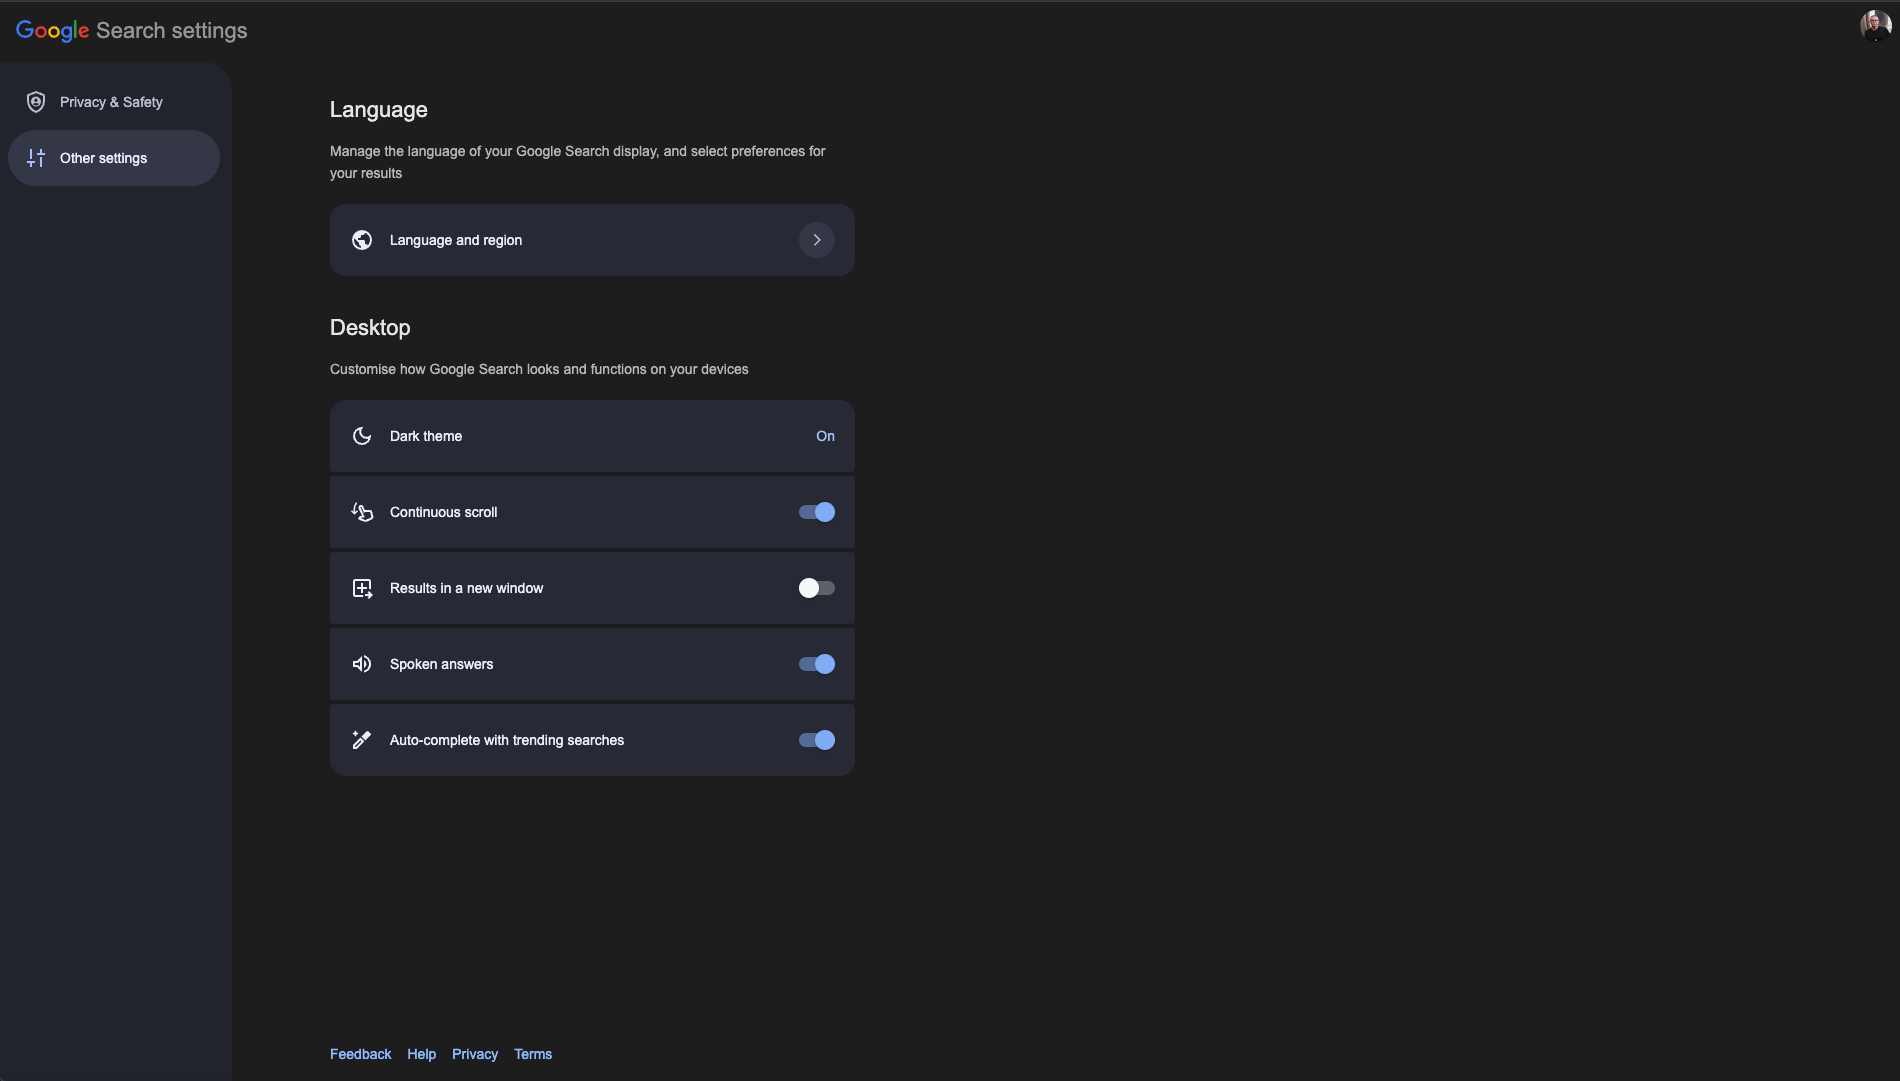 Google Search settings
Privacy & Safety
Other settings
Language
Manage the language of your Google Search display, and select preferences for
your results
Language and region
Desktop
Customise how Google Search looks and functions on your devices
Dark theme
On
Continuous scroll
Results in a new window
Spoken answers
Auto-complete with trending searches
Feedback Help Privacy Terms